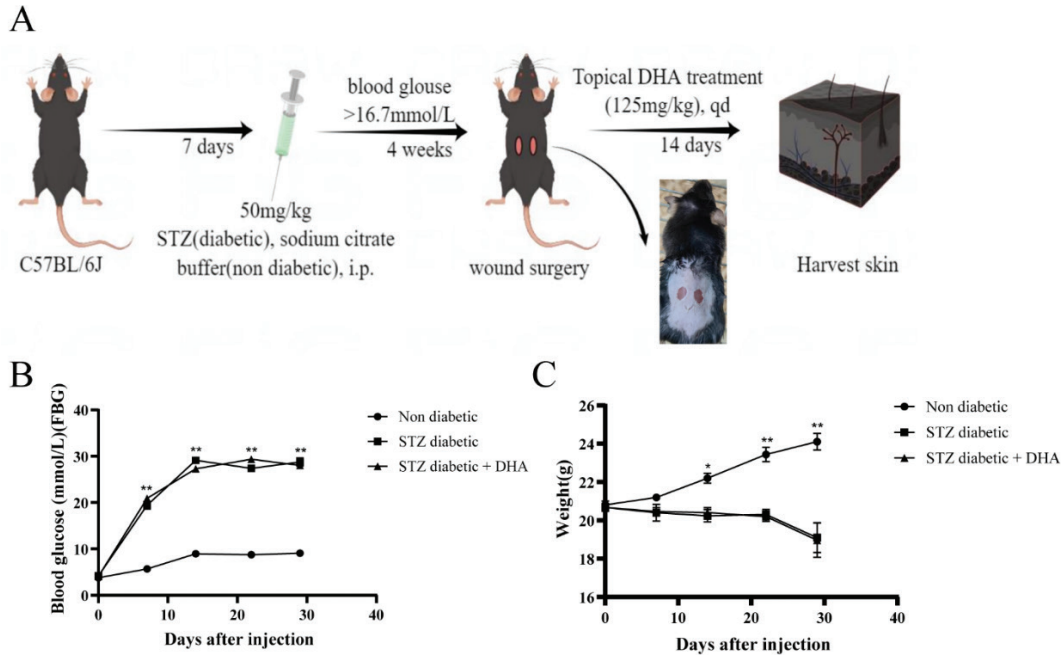 A
C57BL/6J
7 days
50mg/kg
STZ(diabetic), sodium citrate
buffer(non diabetic), i.p.
blood glouse
>16.7mmol/L
4 weeks
wound surgery
Topical DHA treatment
(125mg/kg), qd
14 days
Harvest skin
B
Blood glucose (mmol/L)(FBG)
40
30
20
10
0
** ** ** **
0 10 20 30 40
Days after injection
Non diabetic
STZ diabetic
STZ diabetic + DHA
C
Weight(g)
26
24
22
20
18
16
* ** **
0 10 20 30 40
Days after injection
Non diabetic
STZ diabetic
STZ diabetic + DHA